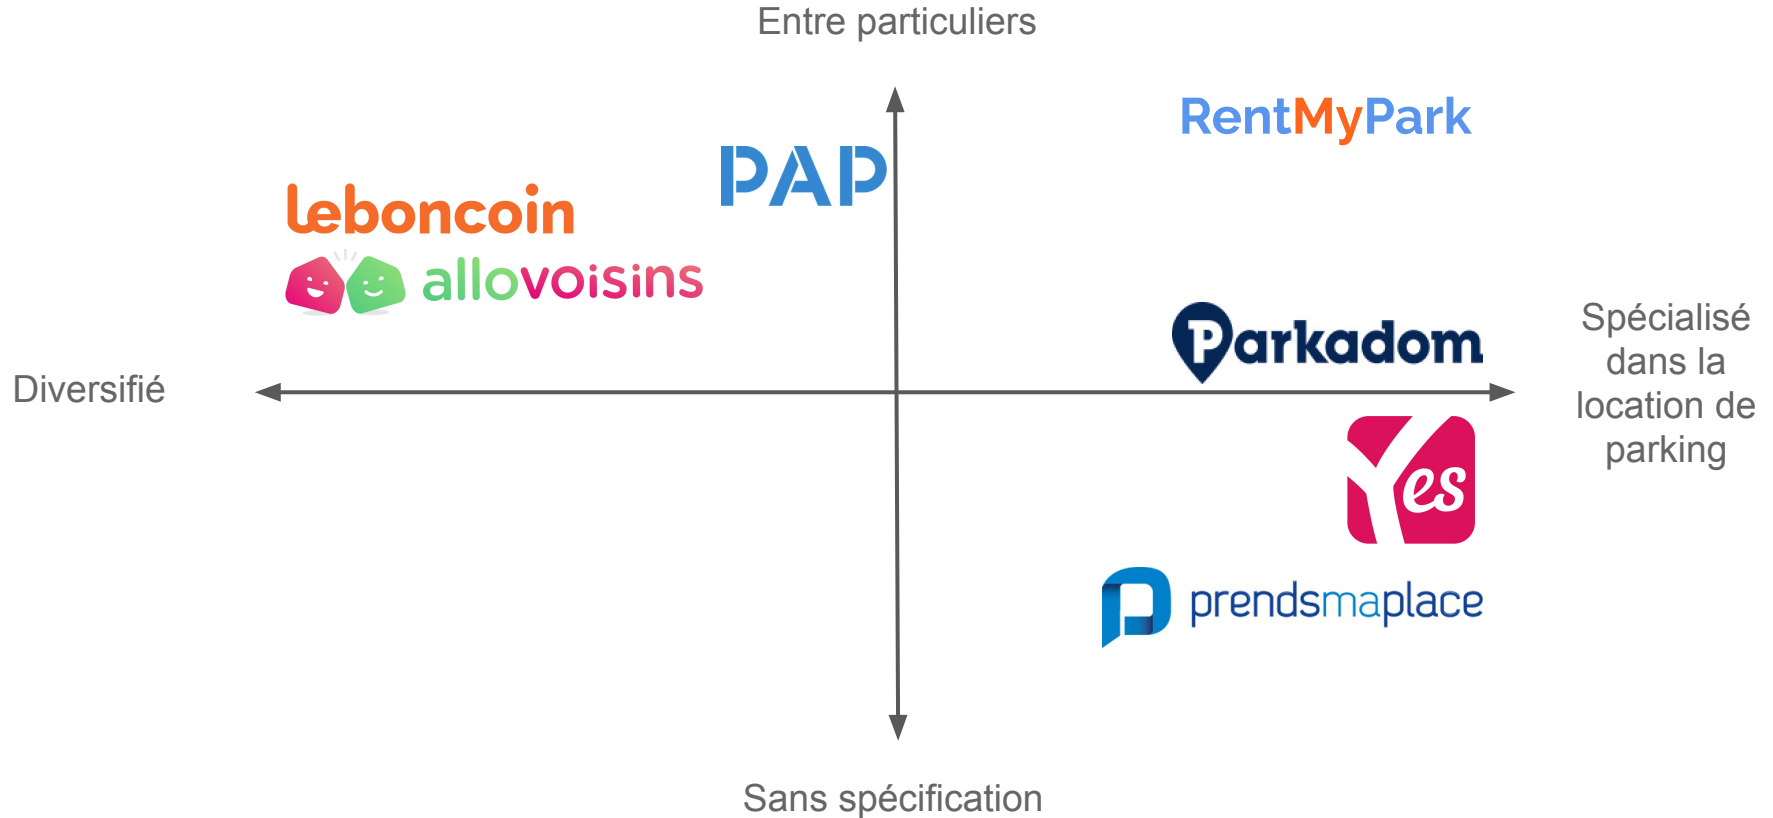 Entre particuliers
RentMyPark
PAP
leboncoin
allovoisins
Parkadom
Spécialisé
dans la
location de
parking
Diversifié
Yes
prendsmaplace
Sans spécification